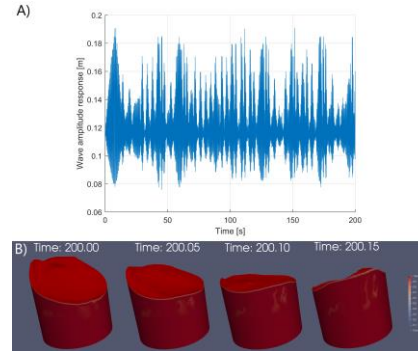 A)
0.2
0.18
0.16
0.14
0.12
0.1
0.08
0.06
Wave amplitude response [m]
0 50 100 150 200
Time [s]
B) Time: 200.00 Time: 200.05 Time: 200.10 Time: 200.15